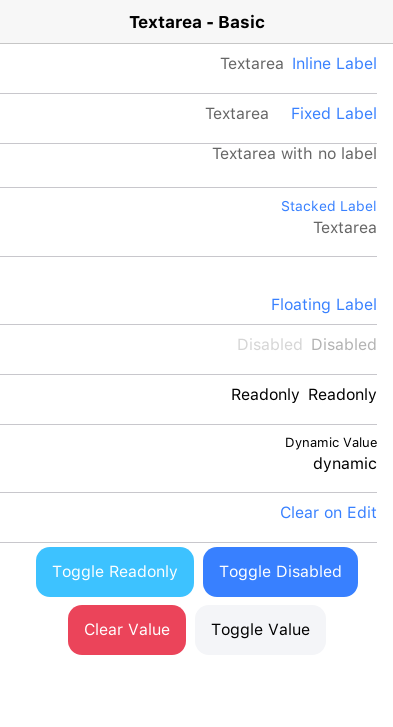 Textarea - Basic
Textarea Inline Label
Textarea Fixed Label
Textarea with no label
Stacked Label
Textarea
Floating Label
Disabled Disabled
Readonly Readonly
Dynamic Value
dynamic
Clear on Edit
Toggle Readonly Toggle Disabled
Clear Value Toggle Value